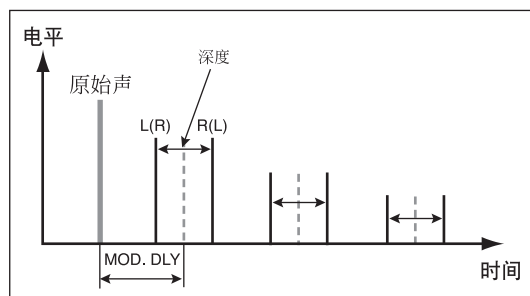 电平
深度
原始声
L(R) R(L)
MOD. DLY
时间